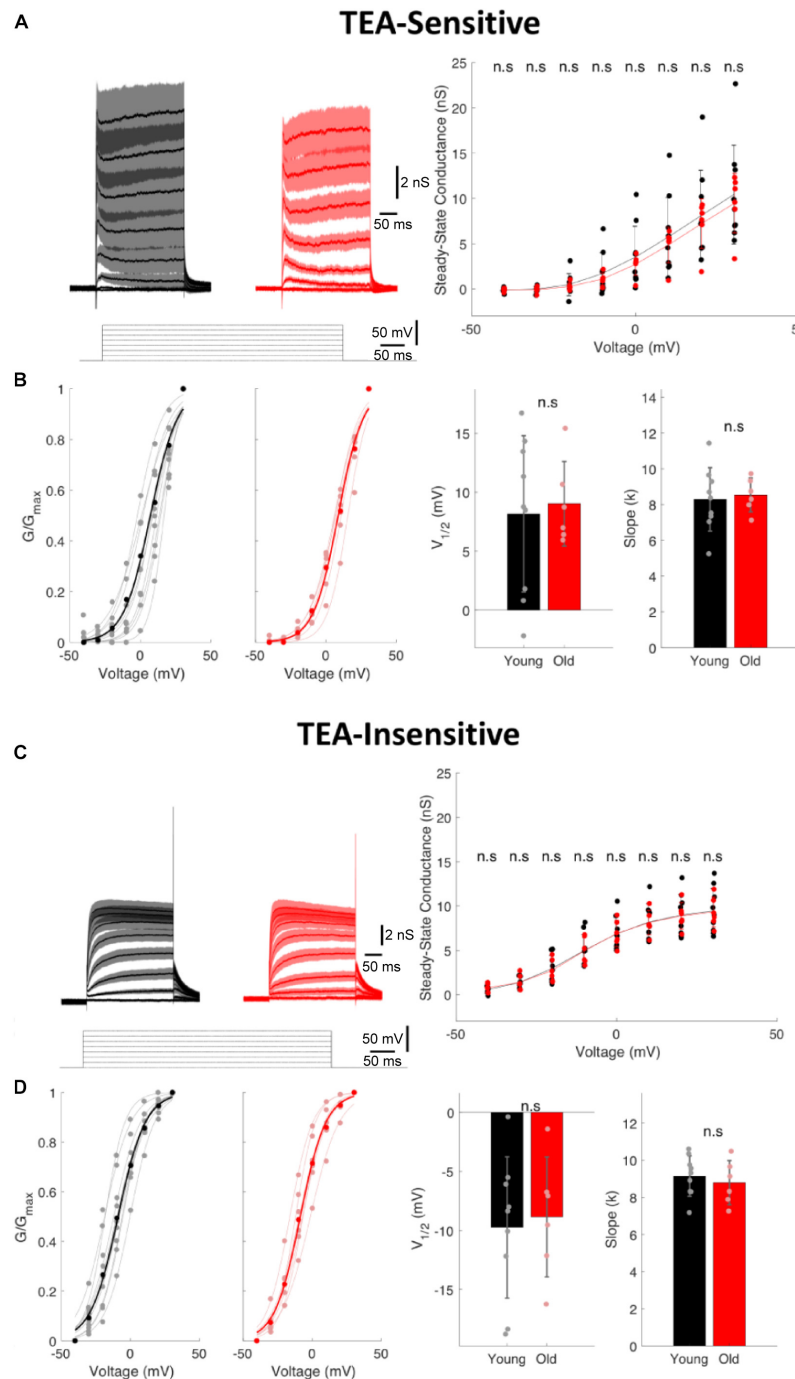 A
TEA-Sensitive
n.s n.s n.s n.s n.s n.s n.s n.s
Steady-State Conductance (nS)
25
20
15
10
5
0
-50 0 50
Voltage (mV)
2 nS
50 ms
50 mV
50 ms
B
G/Gmax
1
0.8
0.6
0.4
0.2
0
-50 0 50
Voltage (mV)
-50 0 50
Voltage (mV)
n.s
V1/2 (mV)
15
10
5
0
Young Old
n.s
Slope (k)
14
12
10
8
6
4
2
0
Young Old
TEA-Insensitive
C
2 nS
50 ms
50 mV
50 ms
Steady-State Conductance (nS)
25
20
15
10
5
0
n.s n.s n.s n.s n.s n.s n.s n.s
-50 0 50
Voltage (mV)
D
G/Gmax
1
0.8
0.6
0.4
0.2
0
-50 0 50
Voltage (mV)
-50 0 50
Voltage (mV)
n.s
V1/2 (mV)
0
-5
-10
-15
Young Old
n.s
Slope (k)
12
10
8
6
4
2
0
Young Old